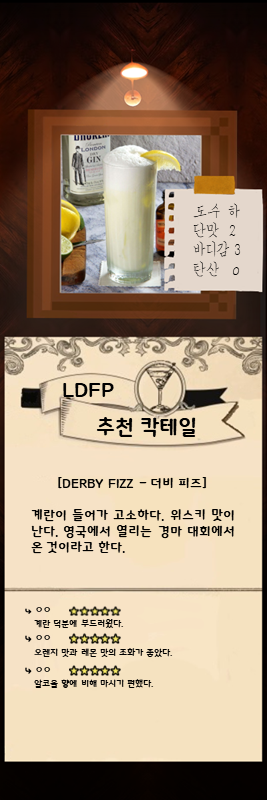 LONDON
GIN
도수 하
단맛 2
바디감 3
탄산 0
LDFP
추천 칵테일
[DERBY FIZZ - 더비 피즈]
계란이 들어가 고소하다. 위스키 맛이
난다. 영국에서 열리는 경마 대회에서
온 것이라고 한다.
↳ ㅇㅇ ☆☆☆☆☆
계란 덕분에 부드러웠다.
↳ ㅇㅇ ☆☆☆☆☆
오렌지 맛과 레몬 맛의 조화가 좋았다.
↳ ㅇㅇ ☆☆☆☆☆
알코올 향에 비해 마시기 편했다.